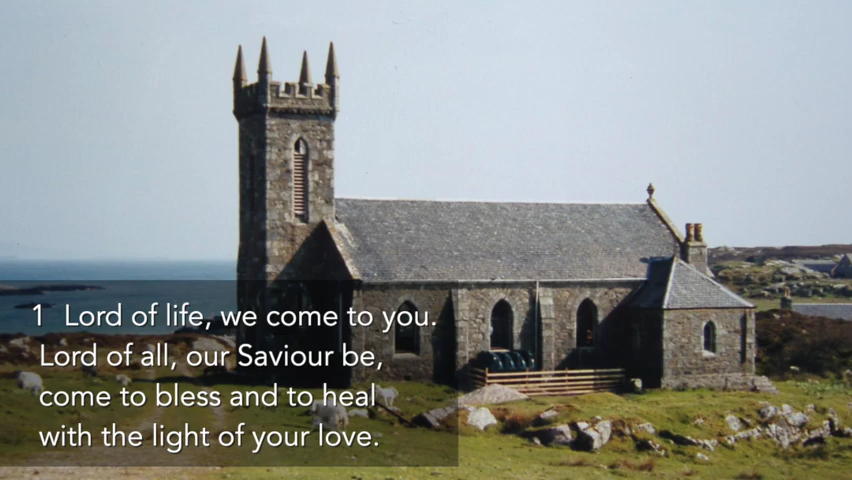 1 Lord of life, we come to you.
Lord of all, our Saviour be,
come to bless and to heal
with the light of your love.